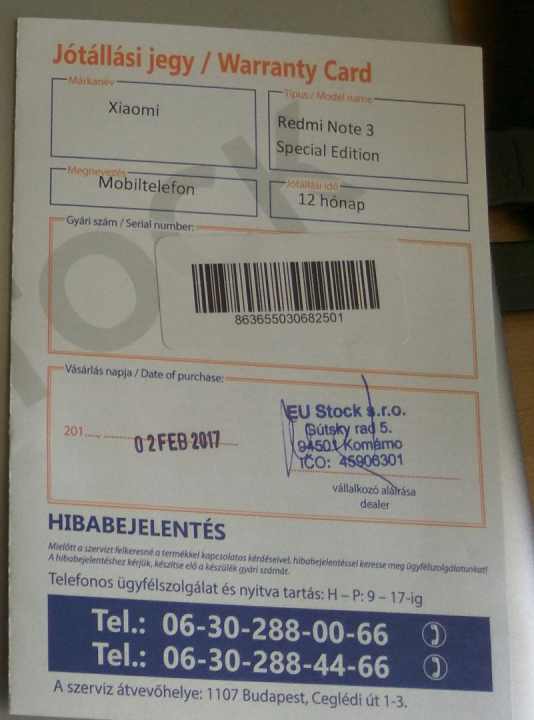 Jótállási jegy / Warranty Card
Márkanév
Xiaomi
Típus / Model name
Redmi Note 3
Special Edition
Megnevezés
Mobiltelefon
Jótállási idő
12 hónap
Gyári szám / Serial number:
863655030682501
Vásárlás napja / Date of purchase:
201
02 FEB 2017
EU Stock s.r.o.
Gútsky rad 5.
94501 Komárno
IČO: 45906301
vállalkozó aláírása
dealer
STOCK
HIBABEJELENTÉS
Mielőtt a szervizt felkeresné a termékkel kapcsolatos kérdéseivel, hibabejelentéssel keresse meg ügyfélszolgálatunkat!
A hibabejelentéshez kérjük, készítse elő a készülék gyári számát.
Telefonos ügyfélszolgálat és nyitva tartás: H – P: 9 – 17-ig
Tel.: 06-30-288-00-66
Tel.: 06-30-288-44-66
A szerviz átvevőhelye: 1107 Budapest, Ceglédi út 1-3.